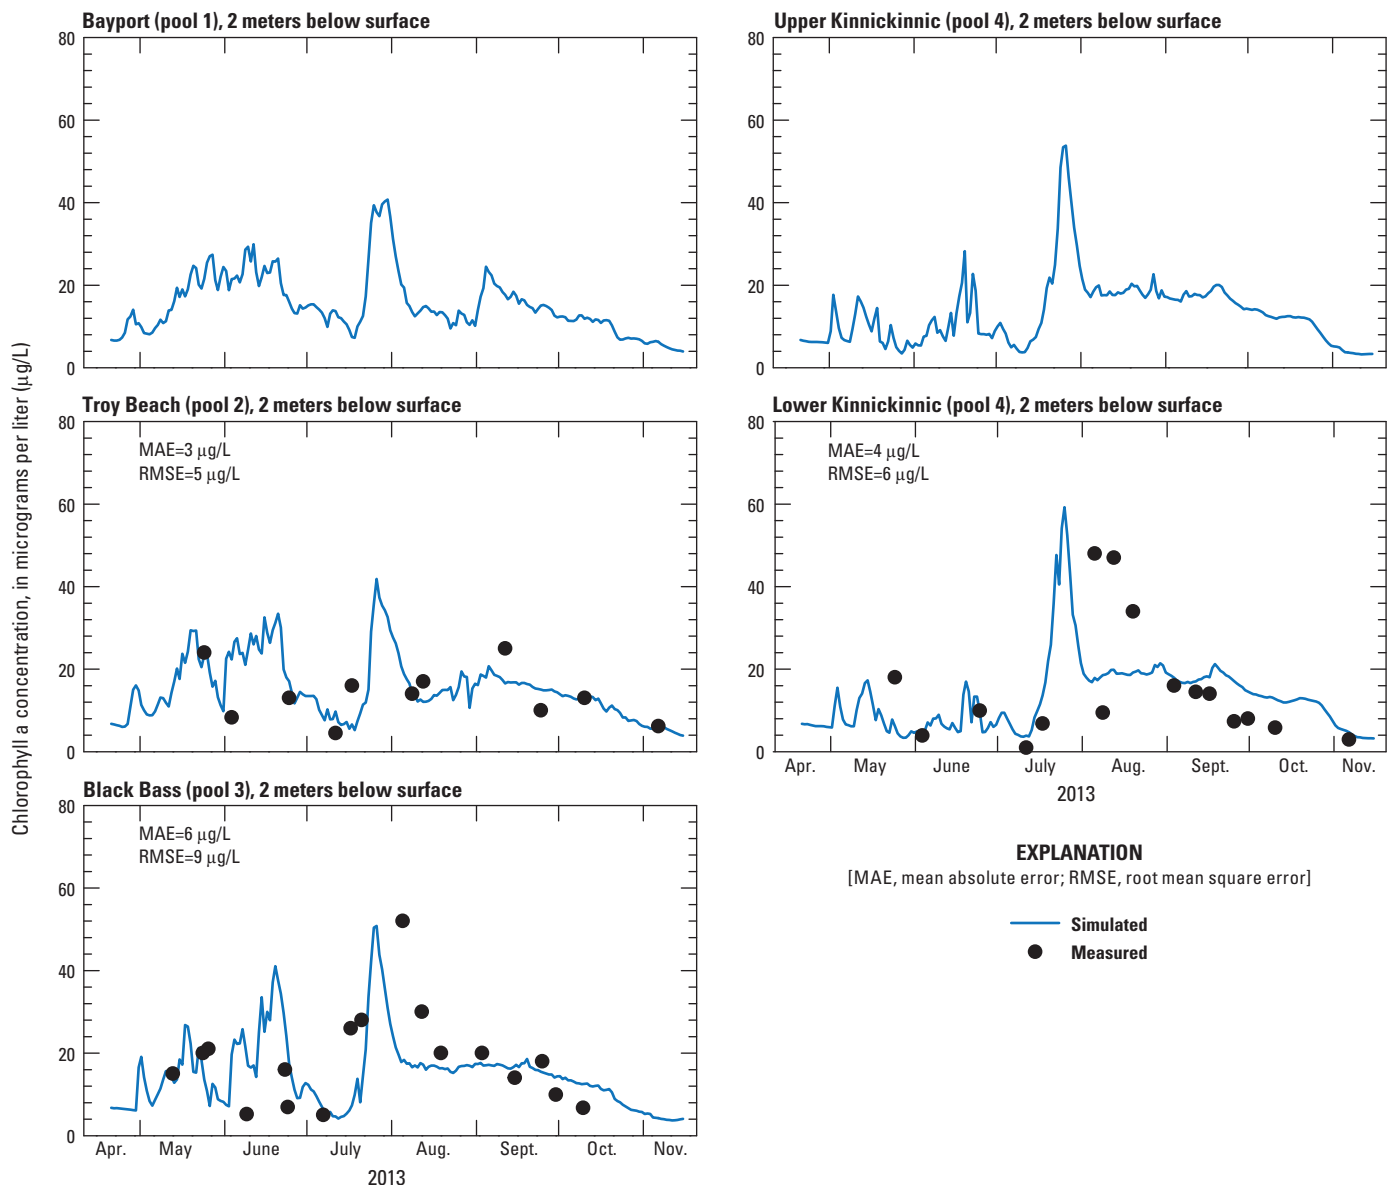 Chlorophyll a concentration, in micrograms per liter (µg/L)
Bayport (pool 1), 2 meters below surface
80
60
40
20
0
Troy Beach (pool 2), 2 meters below surface
MAE=3 µg/L
RMSE=5 µg/L
80
60
40
20
0
Black Bass (pool 3), 2 meters below surface
MAE=6 µg/L
RMSE=9 µg/L
80
60
40
20
0
Apr. May June July Aug. Sept. Oct. Nov.
2013
Upper Kinnickinnic (pool 4), 2 meters below surface
80
60
40
20
0
Lower Kinnickinnic (pool 4), 2 meters below surface
MAE=4 µg/L
RMSE=6 µg/L
80
60
40
20
0
Apr. May June July Aug. Sept. Oct. Nov.
2013
EXPLANATION
[MAE, mean absolute error; RMSE, root mean square error]
Simulated
Measured